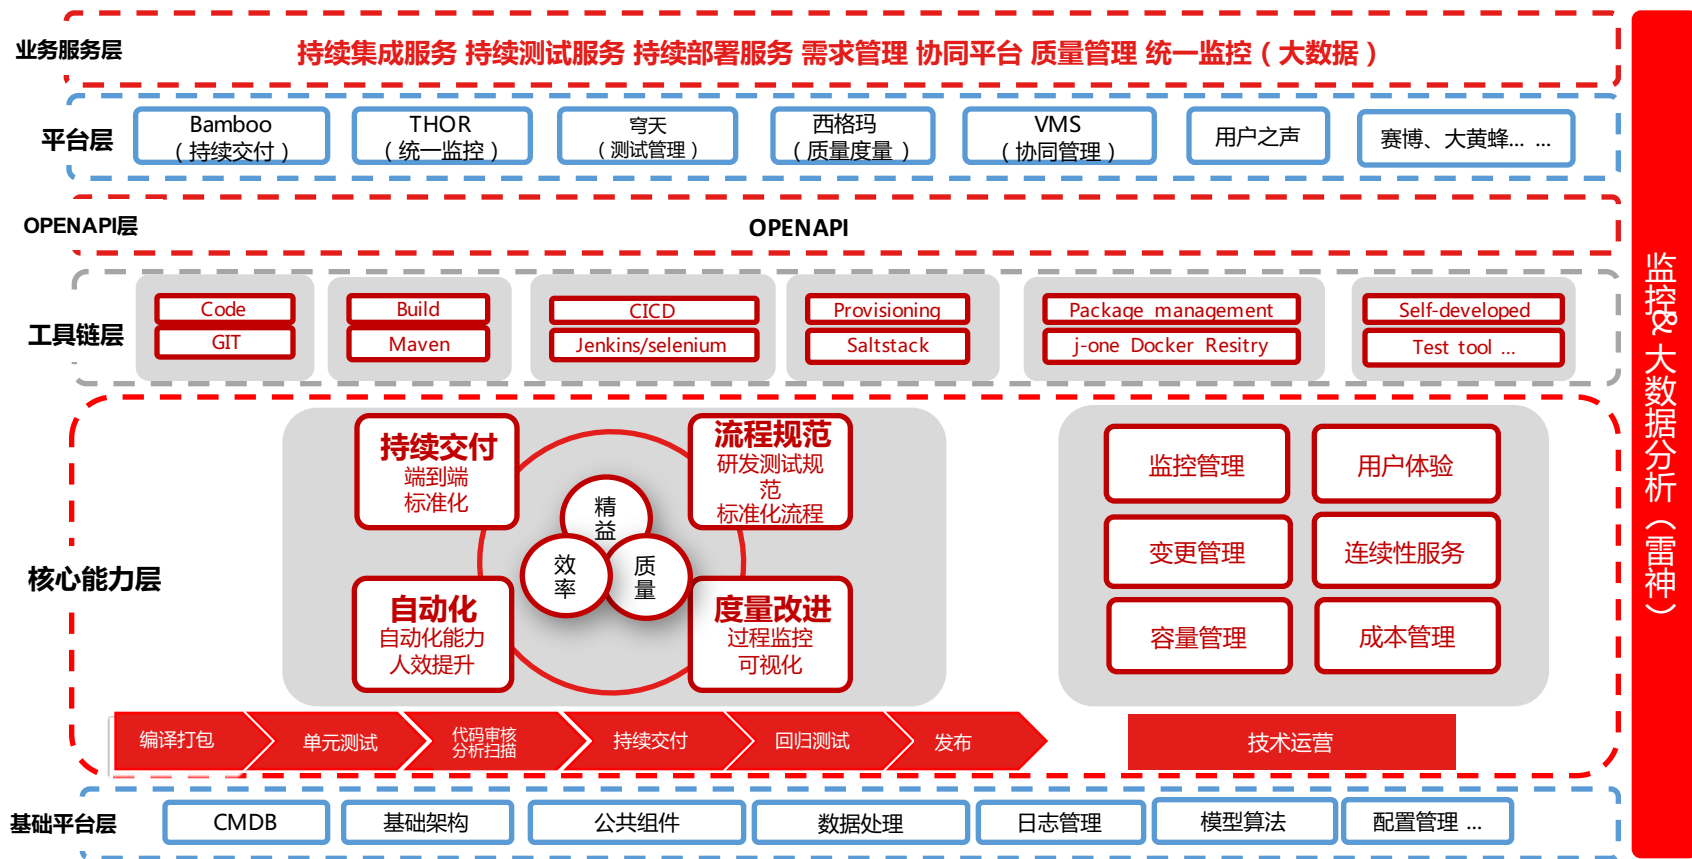 业务服务层
持续集成服务 持续测试服务 持续部署服务 需求管理 协同平台 质量管理 统一监控（大数据）
平台层
Bamboo
（持续交付）
THOR
（统一监控）
穹天
（测试管理）
西格玛
（质量度量）
VMS
（协同管理）
用户之声
赛博、大黄蜂... ...
OPENAPI层
OPENAPI
工具链层
Code
GIT
Build
Maven
CICD
Jenkins/selenium
Provisioning
Saltstack
Package management
j-one Docker Resitry
Self-developed
Test tool ...
核心能力层
持续交付
端到端
标准化
流程规范
研发测试规
范
标准化流程
精
益
效
率
质
量
自动化
自动化能力
人效提升
度量改进
过程监控
可视化
监控管理
用户体验
变更管理
连续性服务
容量管理
成本管理
编译打包
单元测试
代码审核
分析扫描
持续交付
回归测试
发布
技术运营
基础平台层
CMDB
基础架构
公共组件
数据处理
日志管理
模型算法
配置管理 ...
监控&大数据分析（雷神）